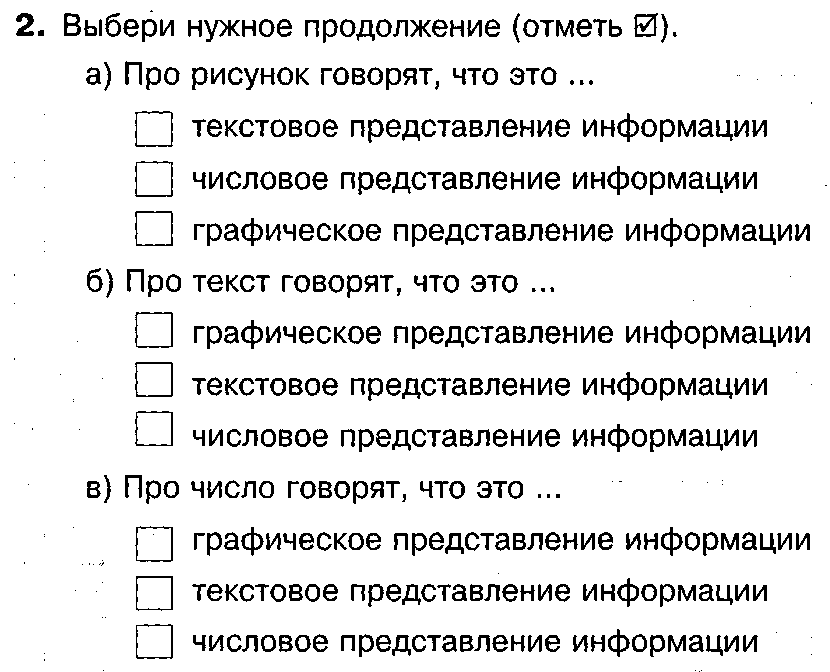 2. Выбери нужное продолжение (отметь ☑).
а) Про рисунок говорят, что это ...
☐ текстовое представление информации
☐ числовое представление информации
☐ графическое представление информации
б) Про текст говорят, что это ...
☐ графическое представление информации
☐ текстовое представление информации
☐ числовое представление информации
в) Про число говорят, что это ...
☐ графическое представление информации
☐ текстовое представление информации
☐ числовое представление информации